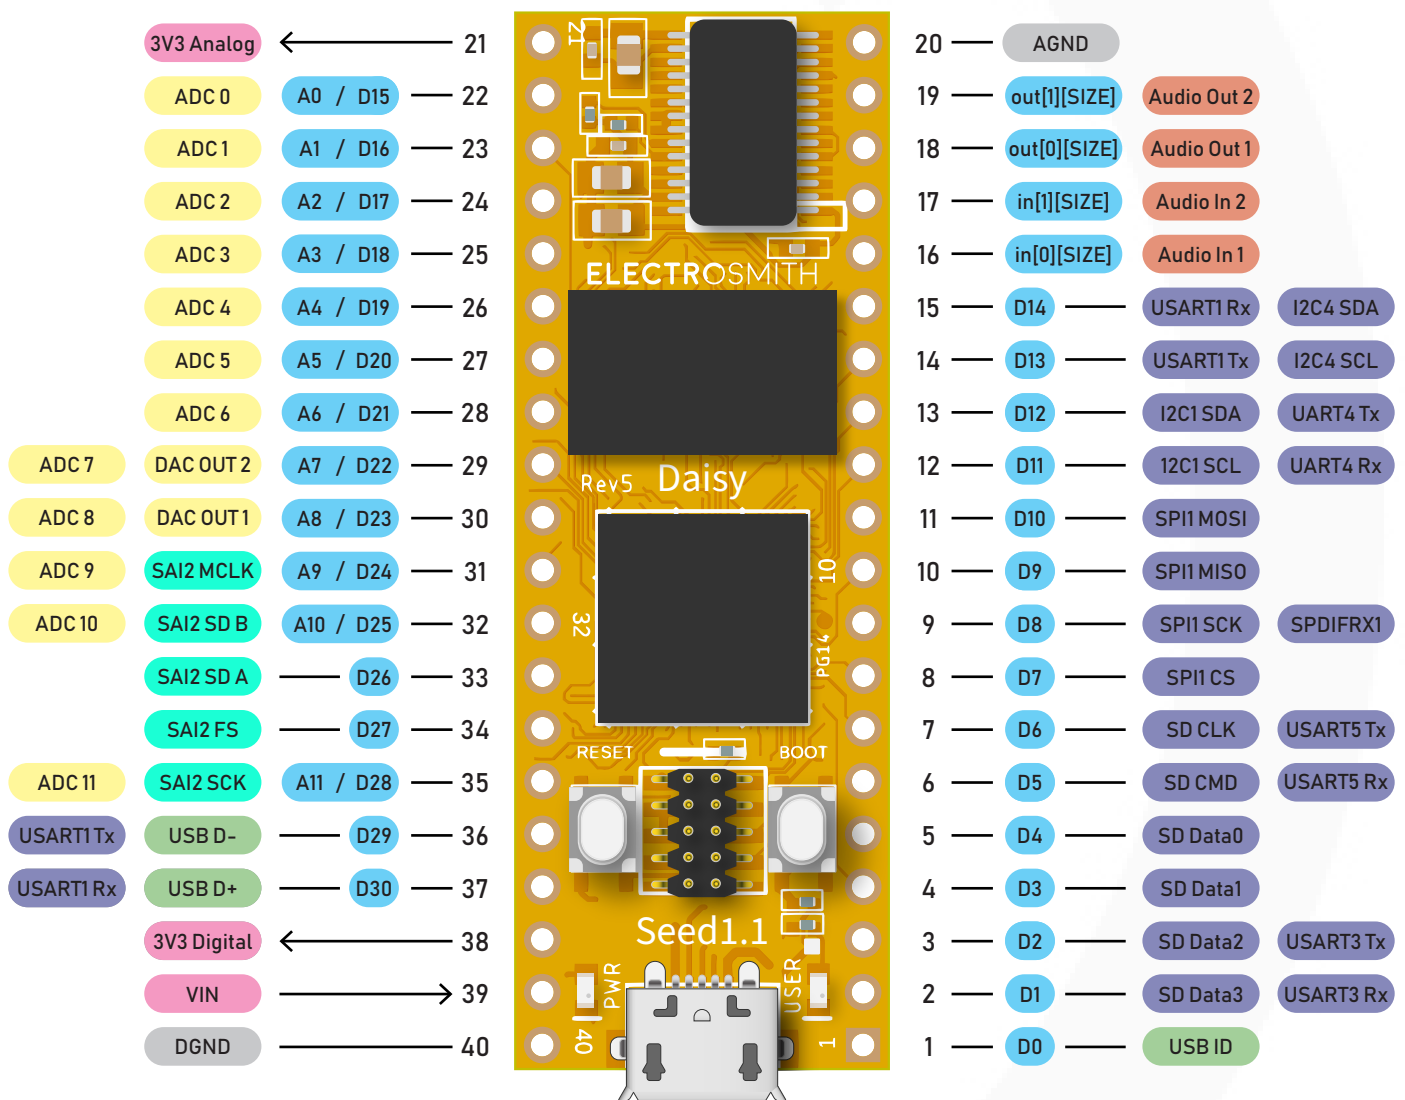 3V3 Analog 21
ADC 0 A0 / D15 22
ADC 1 A1 / D16 23
ADC 2 A2 / D17 24
ADC 3 A3 / D18 25
ADC 4 A4 / D19 26
ADC 5 A5 / D20 27
ADC 6 A6 / D21 28
ADC 7 DAC OUT 2 A7 / D22 29
ADC 8 DAC OUT 1 A8 / D23 30
ADC 9 SAI2 MCLK A9 / D24 31
ADC 10 SAI2 SD B A10 / D25 32
SAI2 SD A D26 33
SAI2 FS D27 34
ADC 11 SAI2 SCK A11 / D28 35
USART1 Tx USB D- D29 36
USART1 Rx USB D+ D30 37
3V3 Digital 38
VIN 39
DGND 40
21
ELECTROSMITH
Rev5 Daisy
10
32
PG14
RESET BOOT
Seed1.1
PWR USER
40 1
20 AGND
19 out[1][SIZE] Audio Out 2
18 out[0][SIZE] Audio Out 1
17 in[1][SIZE] Audio In 2
16 in[0][SIZE] Audio In 1
15 D14 USART1 Rx I2C4 SDA
14 D13 USART1 Tx I2C4 SCL
13 D12 I2C1 SDA UART4 Tx
12 D11 12C1 SCL UART4 Rx
11 D10 SPI1 MOSI
10 D9 SPI1 MISO
9 D8 SPI1 SCK SPDIFRX1
8 D7 SPI1 CS
7 D6 SD CLK USART5 Tx
6 D5 SD CMD USART5 Rx
5 D4 SD Data0
4 D3 SD Data1
3 D2 SD Data2 USART3 Tx
2 D1 SD Data3 USART3 Rx
1 D0 USB ID